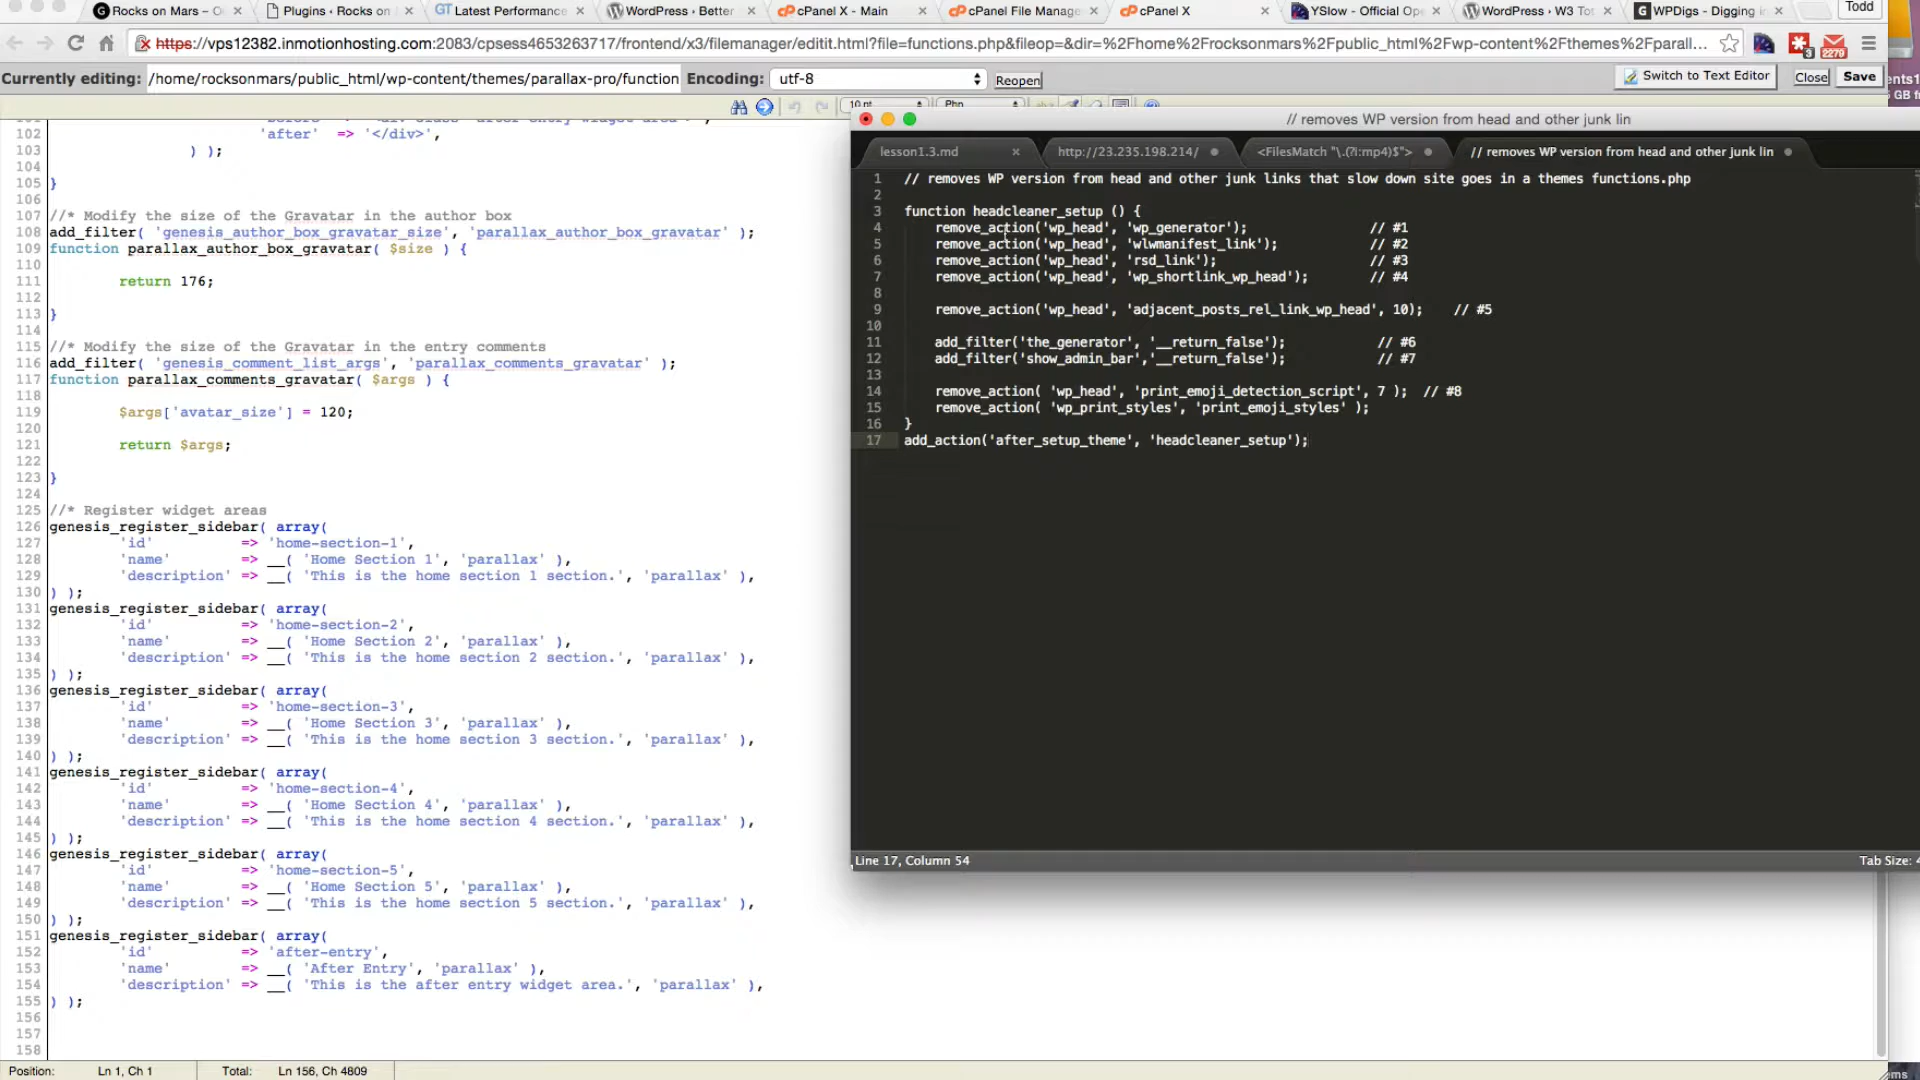 Rocks on Mars – O
Plugins ‹ Rocks on
Latest Performance
WordPress › Better
cPanel X - Main
cPanel File Manage
cPanel X
YSlow - Official Ope
WordPress › W3 Tot
WPDigs - Digging i
Todd
https://vps12382.inmotionhosting.com:2083/cpsess4653263717/frontend/x3/filemanager/editit.html?file=functions.php&fileop=&dir=%2Fhome%2Frocksonmars%2Fpublic_html%2Fwp-content%2Fthemes%2Fparall...
3
2270
Currently editing: /home/rocksonmars/public_html/wp-content/themes/parallax-pro/function Encoding: utf-8 Reopen
Switch to Text Editor Close Save
10 pt Php
102 'after' => '</div>',
103 ) );
104
105 }
106
107 //* Modify the size of the Gravatar in the author box
108 add_filter( 'genesis_author_box_gravatar_size', 'parallax_author_box_gravatar' );
109 function parallax_author_box_gravatar( $size ) {
110
111 return 176;
112
113 }
114
115 //* Modify the size of the Gravatar in the entry comments
116 add_filter( 'genesis_comment_list_args', 'parallax_comments_gravatar' );
117 function parallax_comments_gravatar( $args ) {
118
119 $args['avatar_size'] = 120;
120
121 return $args;
122
123 }
124
125 //* Register widget areas
126 genesis_register_sidebar( array(
127 'id' => 'home-section-1',
128 'name' => __( 'Home Section 1', 'parallax' ),
129 'description' => __( 'This is the home section 1 section.', 'parallax' ),
130 ) );
131 genesis_register_sidebar( array(
132 'id' => 'home-section-2',
133 'name' => __( 'Home Section 2', 'parallax' ),
134 'description' => __( 'This is the home section 2 section.', 'parallax' ),
135 ) );
136 genesis_register_sidebar( array(
137 'id' => 'home-section-3',
138 'name' => __( 'Home Section 3', 'parallax' ),
139 'description' => __( 'This is the home section 3 section.', 'parallax' ),
140 ) );
141 genesis_register_sidebar( array(
142 'id' => 'home-section-4',
143 'name' => __( 'Home Section 4', 'parallax' ),
144 'description' => __( 'This is the home section 4 section.', 'parallax' ),
145 ) );
146 genesis_register_sidebar( array(
147 'id' => 'home-section-5',
148 'name' => __( 'Home Section 5', 'parallax' ),
149 'description' => __( 'This is the home section 5 section.', 'parallax' ),
150 ) );
151 genesis_register_sidebar( array(
152 'id' => 'after-entry',
153 'name' => __( 'After Entry', 'parallax' ),
154 'description' => __( 'This is the after entry widget area.', 'parallax' ),
155 ) );
156
157
158
Position: Ln 1, Ch 1 Total: Ln 156, Ch 4809
// removes WP version from head and other junk lin
lesson1.3.md
http://23.235.198.214/
<FilesMatch "\.(?i:mp4)$">
// removes WP version from head and other junk lin
1 // removes WP version from head and other junk links that slow down site goes in a themes functions.php
2
3 function headcleaner_setup () {
4 remove_action('wp_head', 'wp_generator'); // #1
5 remove_action('wp_head', 'wlwmanifest_link'); // #2
6 remove_action('wp_head', 'rsd_link'); // #3
7 remove_action('wp_head', 'wp_shortlink_wp_head'); // #4
8
9 remove_action('wp_head', 'adjacent_posts_rel_link_wp_head', 10); // #5
10
11 add_filter('the_generator', '__return_false'); // #6
12 add_filter('show_admin_bar','__return_false'); // #7
13
14 remove_action( 'wp_head', 'print_emoji_detection_script', 7 ); // #8
15 remove_action( 'wp_print_styles', 'print_emoji_styles' );
16 }
17 add_action('after_setup_theme', 'headcleaner_setup');
Line 17, Column 54
Tab Size: 4